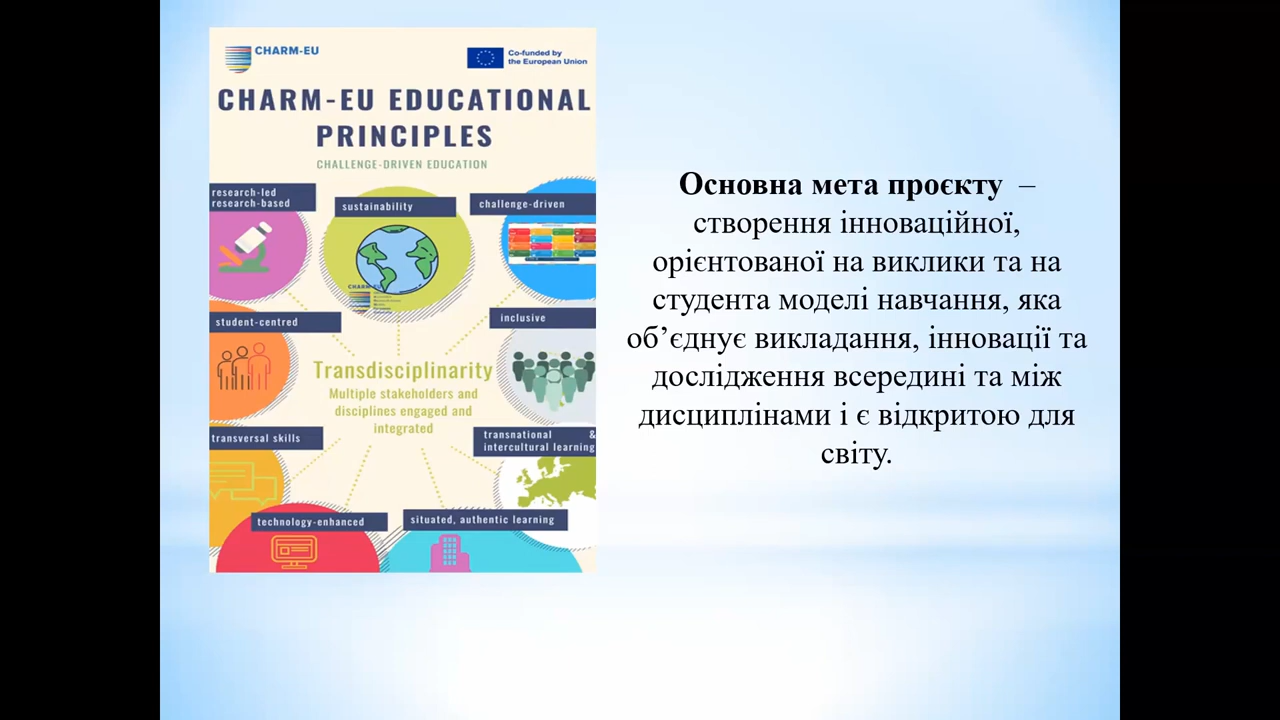 CHARM-EU
Co-funded by
the European Union
CHARM-EU EDUCATIONAL
PRINCIPLES
CHALLENGE-DRIVEN EDUCATION
research-led
research-based
sustainability
challenge-driven
CHARM-EU
student-centred
inclusive
Transdisciplinarity
Multiple stakeholders and
disciplines engaged and
integrated
transversal skills
transnational &
intercultural learning
technology-enhanced
situated, authentic learning
Основна мета проєкту –
створення інноваційної,
орієнтованої на виклики та на
студента моделі навчання, яка
об’єднує викладання, інновації та
дослідження всередині та між
дисциплінами і є відкритою для
світу.